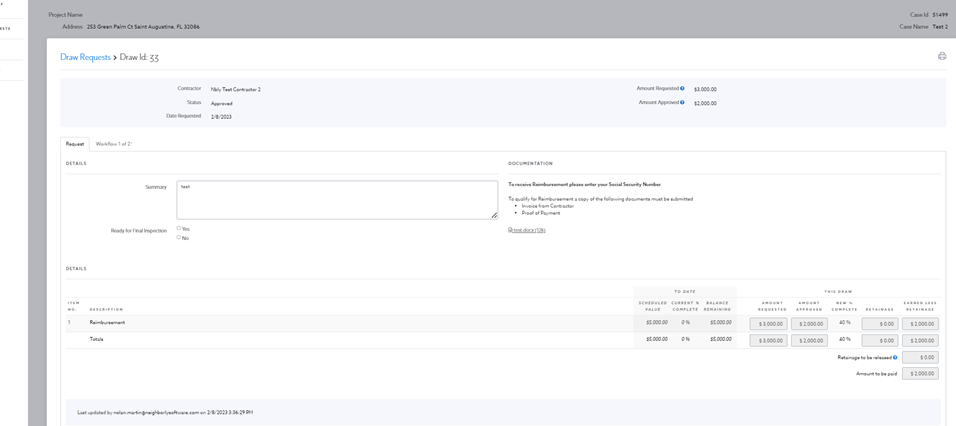 ESTS
Project Name
Address 253 Green Palm Ct Saint Augustine, FL 32086
Case Id $1499
Case Name Test 2
Draw Requests > Draw Id: 33
Contractor Nbly Test Contractor 2
Status Approved
Date Requested 2/8/2023
Amount Requested $3,000.00
Amount Approved $2,000.00
Request Workflow 1 of 2*
DETAILS
Summary test
Ready for Final Inspection Yes
No
DOCUMENTATION
To receive Reimbursement please enter your Social Security Number
To qualify for Reimbursement a copy of the following documents must be submitted
• Invoice from Contractor
• Proof of Payment
test.docx (12k)
DETAILS
TO DATE THIS DRAW
ITEM NO. DESCRIPTION SCHEDULED VALUE CURRENT % COMPLETE BALANCE REMAINING AMOUNT REQUESTED AMOUNT APPROVED NEW % COMPLETE RETAINAGE EARNED LESS RETAINAGE
1 Reimbursement $5,000.00 0 % $5,000.00 $ 3,000.00 $ 2,000.00 40 % $ 0.00 $ 2,000.00
Totals $5,000.00 0 % $5,000.00 $ 3,000.00 $ 2,000.00 40 % $ 0.00 $ 2,000.00
Retainage to be released $ 0.00
Amount to be paid $ 2,000.00
Last updated by nolan.martin@neighborlysoftware.com on 2/8/2023 3:36:29 PM